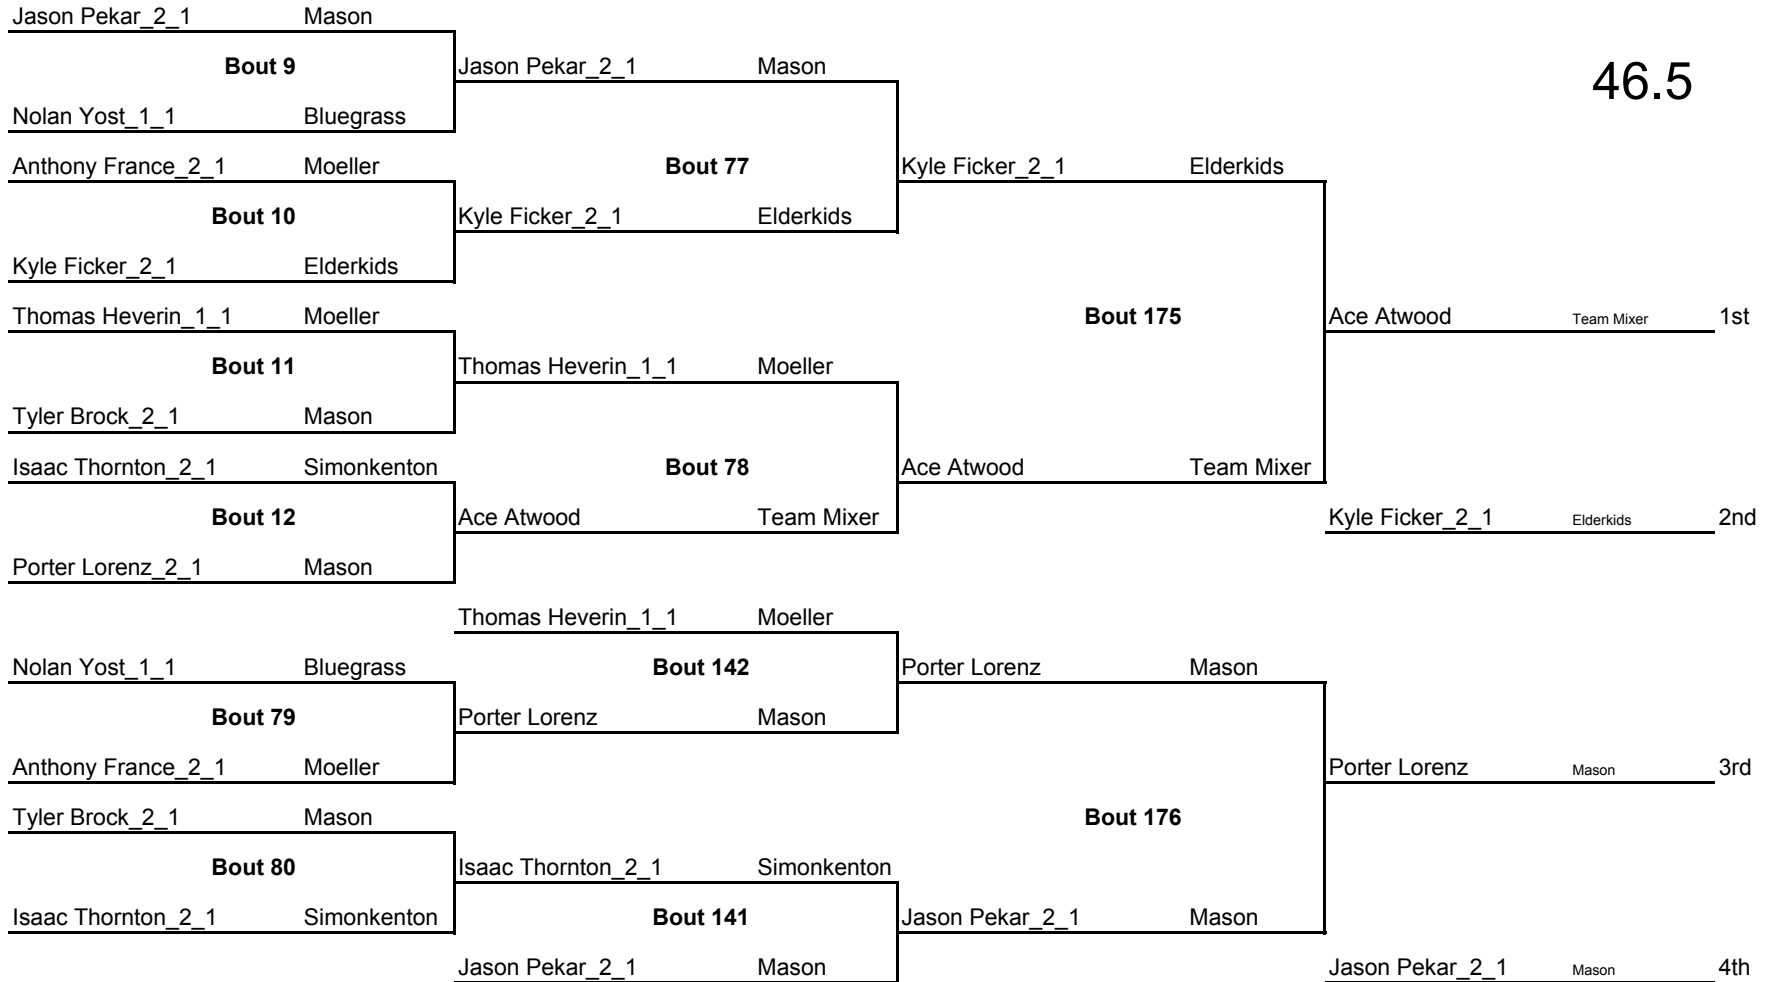 Jason Pekar_2_1 Mason
Bout 9 Jason Pekar_2_1 Mason
46.5
Nolan Yost_1_1 Bluegrass
Anthony France_2_1 Moeller Bout 77 Kyle Ficker_2_1 Elderkids
Bout 10 Kyle Ficker_2_1 Elderkids
Kyle Ficker_2_1 Elderkids
Thomas Heverin_1_1 Moeller Bout 175 Ace Atwood Team Mixer 1st
Bout 11 Thomas Heverin_1_1 Moeller
Tyler Brock_2_1 Mason
Isaac Thornton_2_1 Simonkenton Bout 78 Ace Atwood Team Mixer
Bout 12 Ace Atwood Team Mixer Kyle Ficker_2_1 Elderkids 2nd
Porter Lorenz_2_1 Mason
Thomas Heverin_1_1 Moeller
Nolan Yost_1_1 Bluegrass Bout 142 Porter Lorenz Mason
Bout 79 Porter Lorenz Mason
Anthony France_2_1 Moeller Porter Lorenz Mason 3rd
Tyler Brock_2_1 Mason Bout 176
Bout 80 Isaac Thornton_2_1 Simonkenton
Isaac Thornton_2_1 Simonkenton Bout 141 Jason Pekar_2_1 Mason
Jason Pekar_2_1 Mason Jason Pekar_2_1 Mason 4th